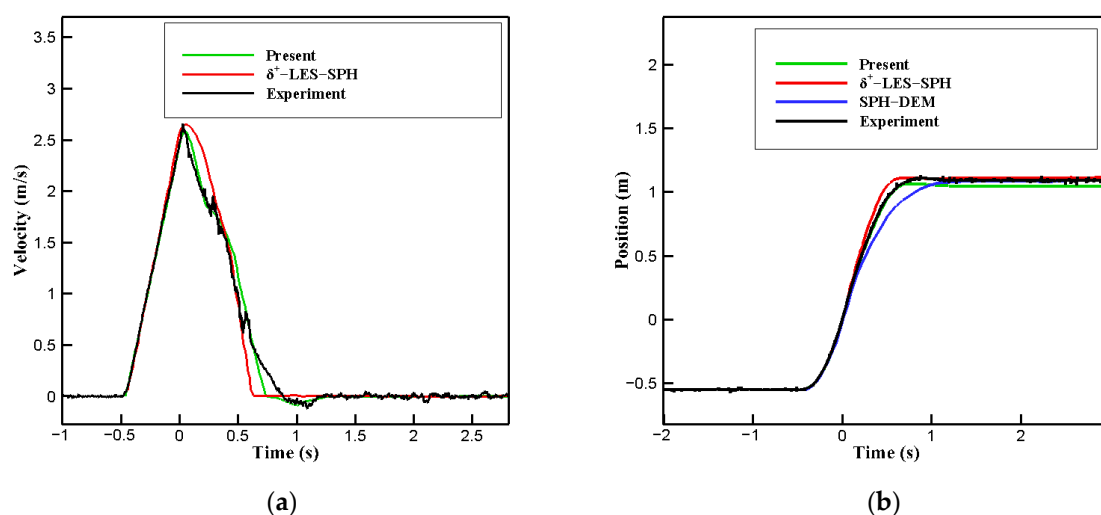 3.5
3
2.5
2
1.5
1
0.5
0
Velocity (m/s)
Present
δ+−LES−SPH
Experiment
−1 −0.5 0 0.5 1 1.5 2 2.5
Time (s)
(a)
2
1.5
1
0.5
0
−0.5
Position (m)
Present
δ+−LES−SPH
SPH−DEM
Experiment
−2 −1 0 1 2
Time (s)
(b)